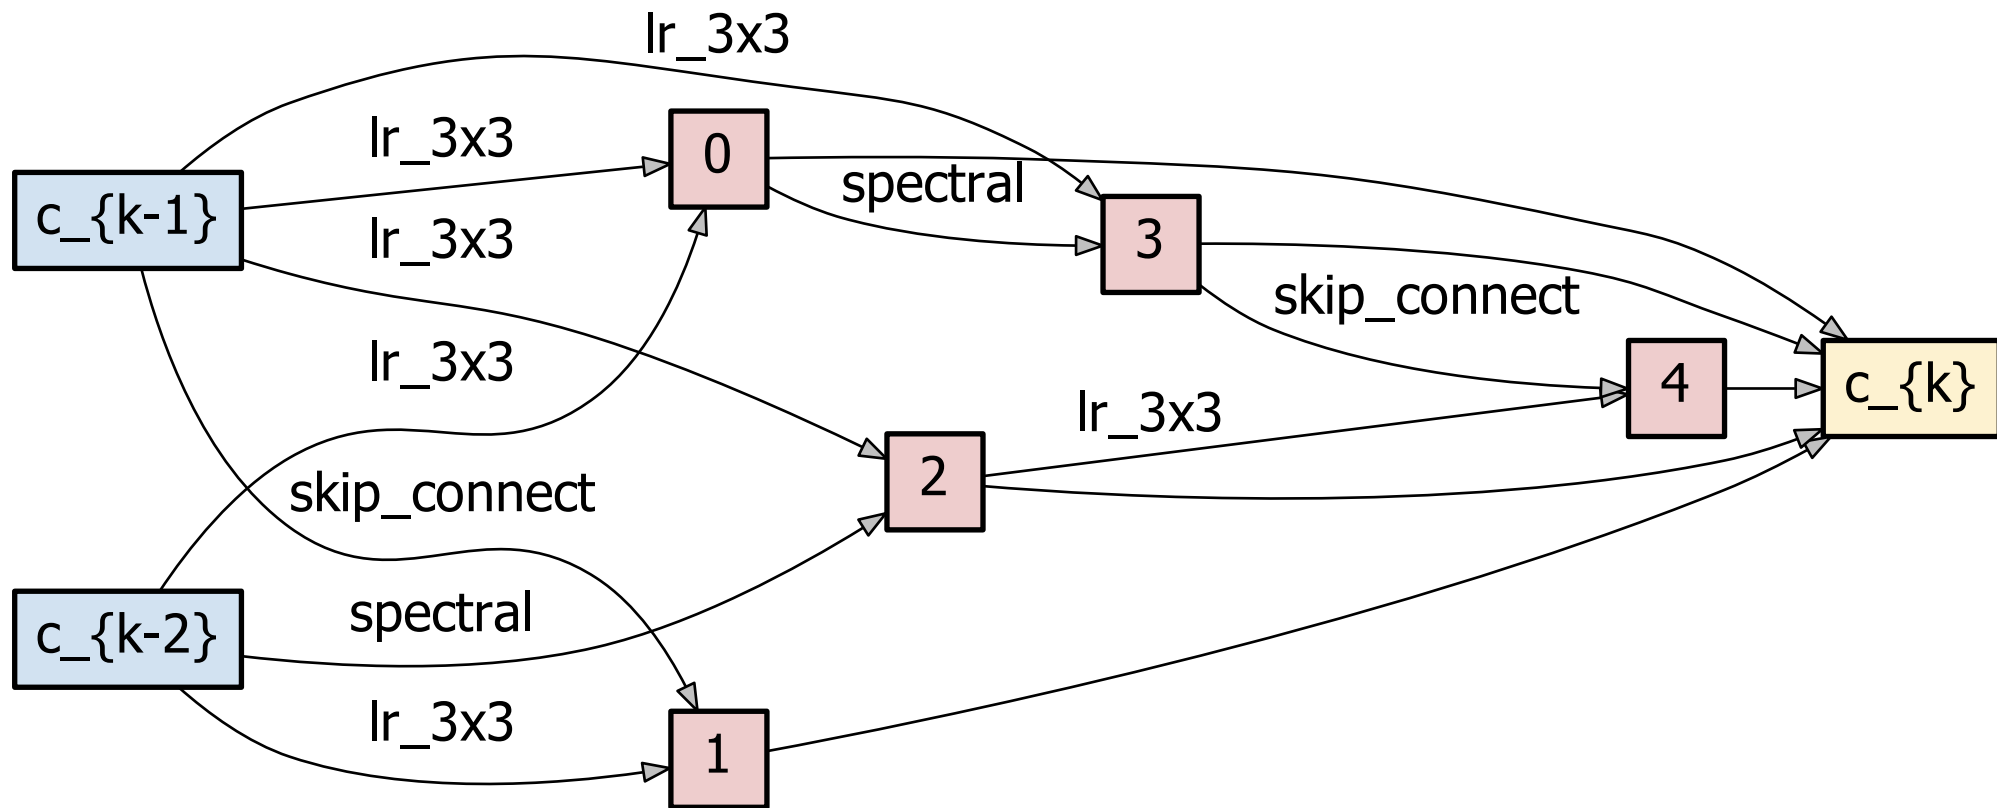 lr_3x3
lr_3x3
0
c_{k-1}
spectral
lr_3x3
3
skip_connect
lr_3x3
4
c_{k}
lr_3x3
2
skip_connect
c_{k-2}
spectral
lr_3x3
1